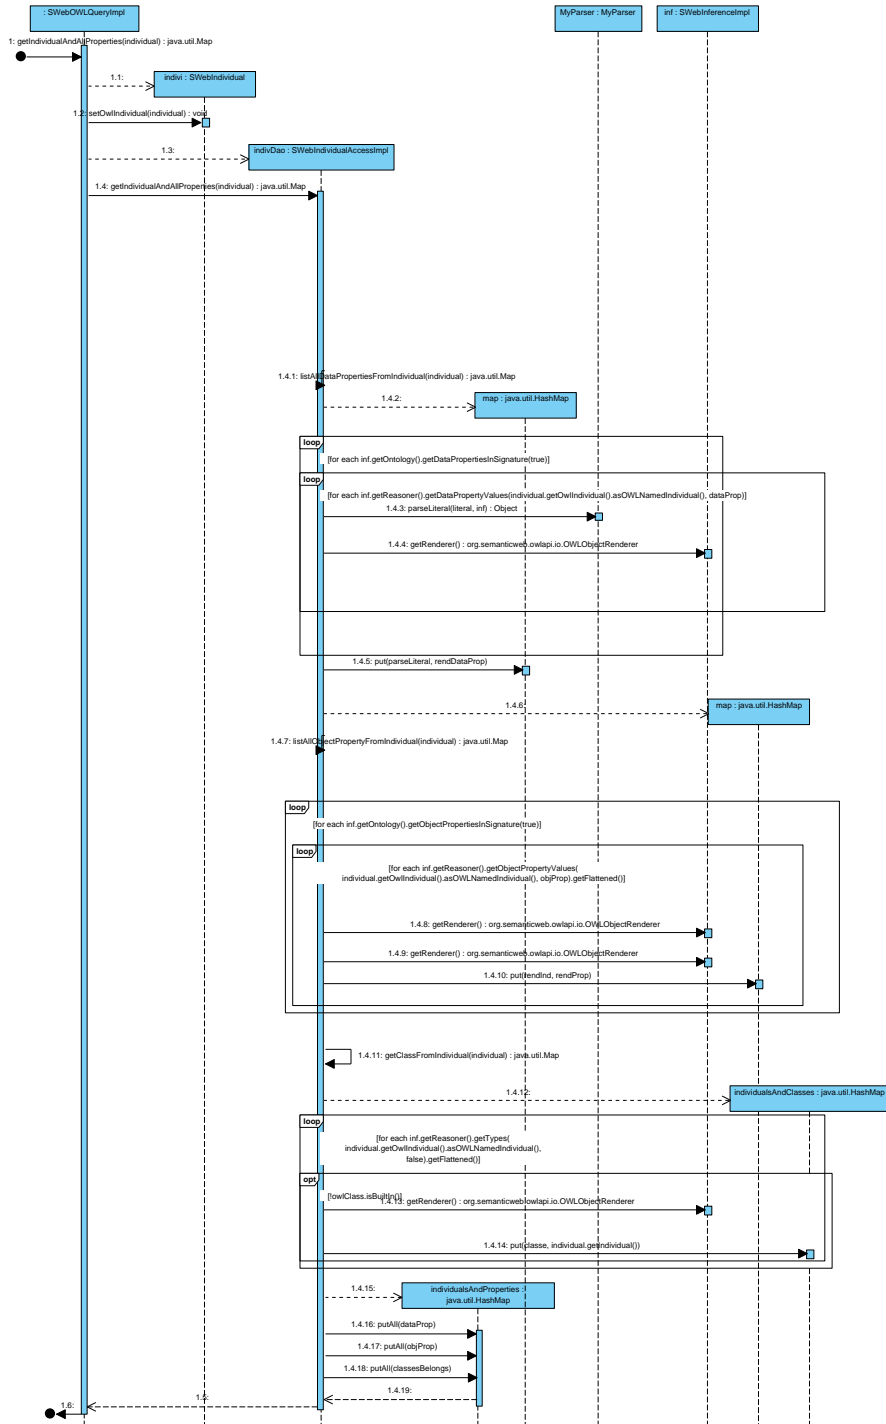 : SWebOWLQueryImpl
MyParser : MyParser
inf : SWebInferenceImpl
1: getIndividualAndAllProperties(individual) : java.util.Map
1.1:
indivi : SWebIndividual
1.2: setOwlIndividual(individual) : void
1.3:
indivDao : SWebIndividualAccessImpl
1.4: getIndividualAndAllProperties(individual) : java.util.Map
1.4.1: listAllDataPropertiesFromIndividual(individual) : java.util.Map
1.4.2:
map : java.util.HashMap
loop
[for each inf.getOntology().getDataPropertiesInSignature(true)]
loop
[for each inf.getReasoner().getDataPropertyValues(individual.getOwlIndividual().asOWLNamedIndividual(), dataProp)]
1.4.3: parseLiteral(literal, inf) : Object
1.4.4: getRenderer() : org.semanticweb.owlapi.io.OWLObjectRenderer
1.4.5: put(parseLiteral, rendDataProp)
1.4.6:
map : java.util.HashMap
1.4.7: listAllObjectPropertyFromIndividual(individual) : java.util.Map
loop
[for each inf.getOntology().getObjectPropertiesInSignature(true)]
loop
[for each inf.getReasoner().getObjectPropertyValues(
individual.getOwlIndividual().asOWLNamedIndividual(), objProp).getFlattened()]
1.4.8: getRenderer() : org.semanticweb.owlapi.io.OWLObjectRenderer
1.4.9: getRenderer() : org.semanticweb.owlapi.io.OWLObjectRenderer
1.4.10: put(rendInd, rendProp)
1.4.11: getClassFromIndividual(individual) : java.util.Map
1.4.12:
individualsAndClasses : java.util.HashMap
loop
[for each inf.getReasoner().getTypes(
individual.getOwlIndividual().asOWLNamedIndividual(),
false).getFlattened()]
opt
[!owlClass.isBuiltIn()]
1.4.13: getRenderer() : org.semanticweb.owlapi.io.OWLObjectRenderer
1.4.14: put(classe, individual.getIndividual())
1.4.15:
individualsAndProperties :
java.util.HashMap
1.4.16: putAll(dataProp)
1.4.17: putAll(objProp)
1.4.18: putAll(classesBelongs)
1.4.19:
1.5:
1.6: